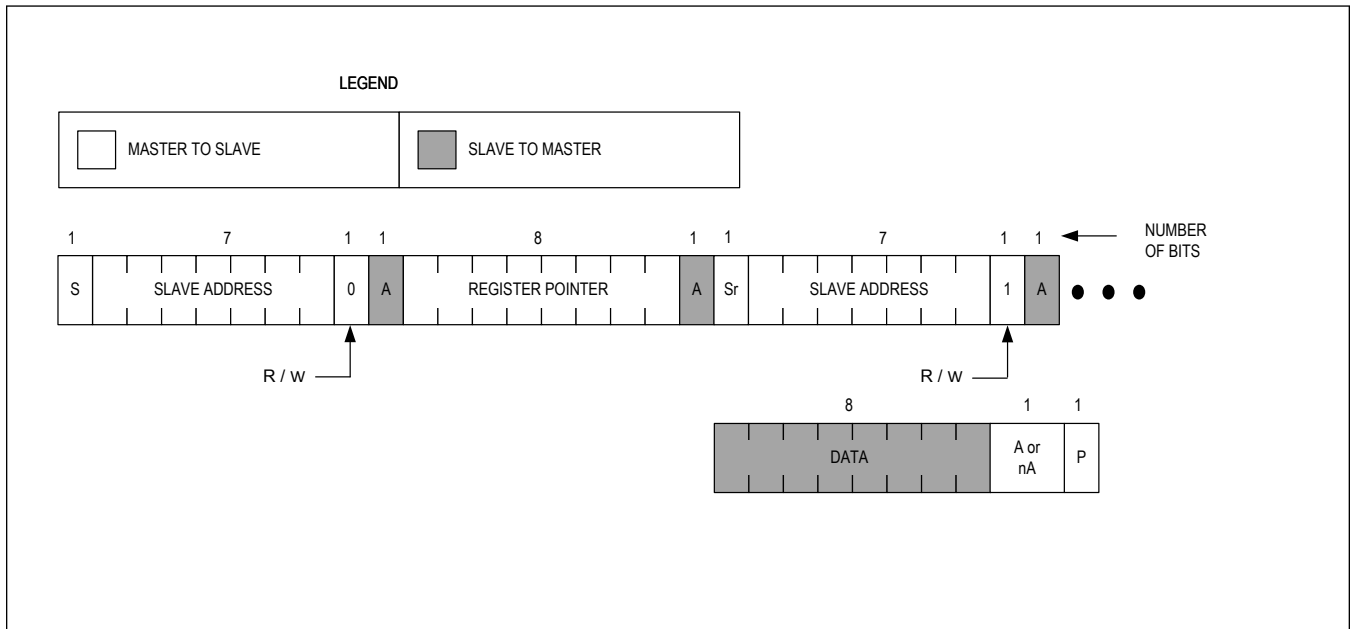 LEGEND
MASTER TO SLAVE SLAVE TO MASTER
1 7 1 1 8 1 1 7 1 1 NUMBER
OF BITS
S SLAVE ADDRESS 0 A REGISTER POINTER A Sr SLAVE ADDRESS 1 A
R / w R / w
8 1 1
DATA A or
nA P